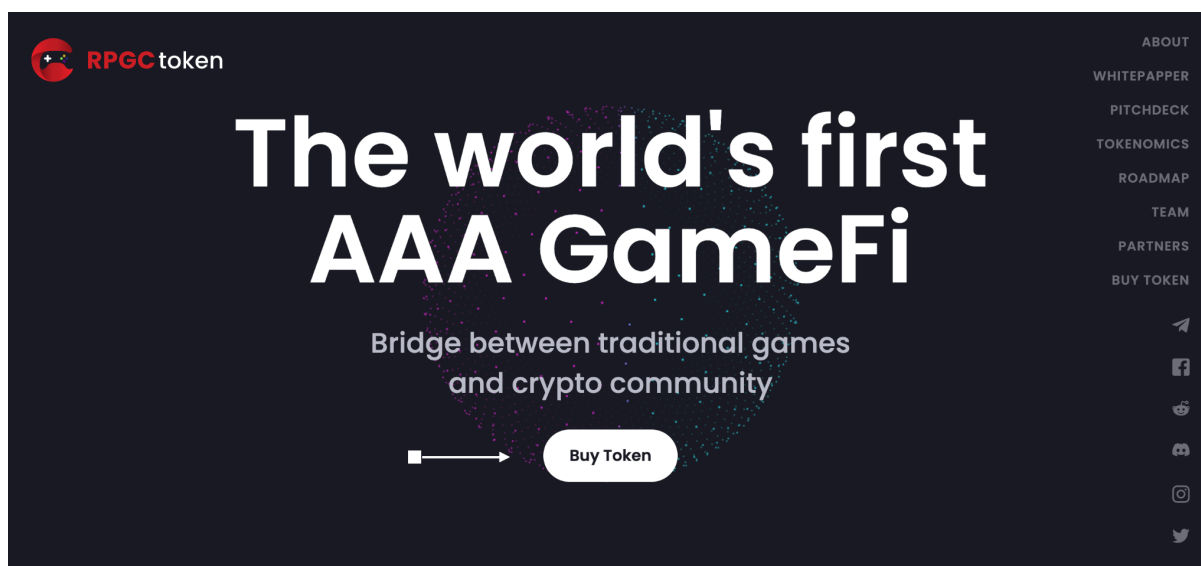 RPGCtoken
The world's first
AAA GameFi
Bridge between traditional games
and crypto community
Buy Token
ABOUT
WHITEPAPPER
PITCHDECK
TOKENOMICS
ROADMAP
TEAM
PARTNERS
BUY TOKEN